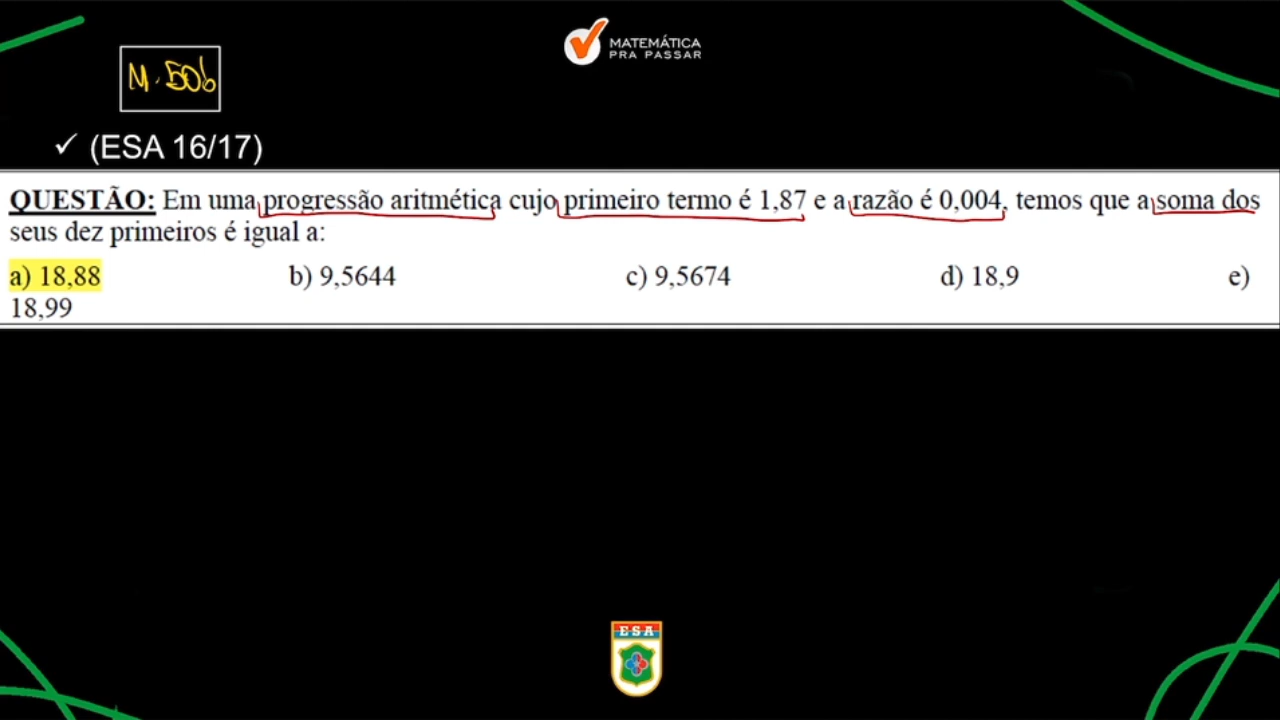 MATEMÁTICA
PRA PASSAR
M.506
✓ (ESA 16/17)
QUESTÃO: Em uma progressão aritmética cujo primeiro termo é 1,87 e a razão é 0,004, temos que a soma dos
seus dez primeiros é igual a:
a) 18,88 b) 9,5644 c) 9,5674 d) 18,9 e)
18,99
ESA